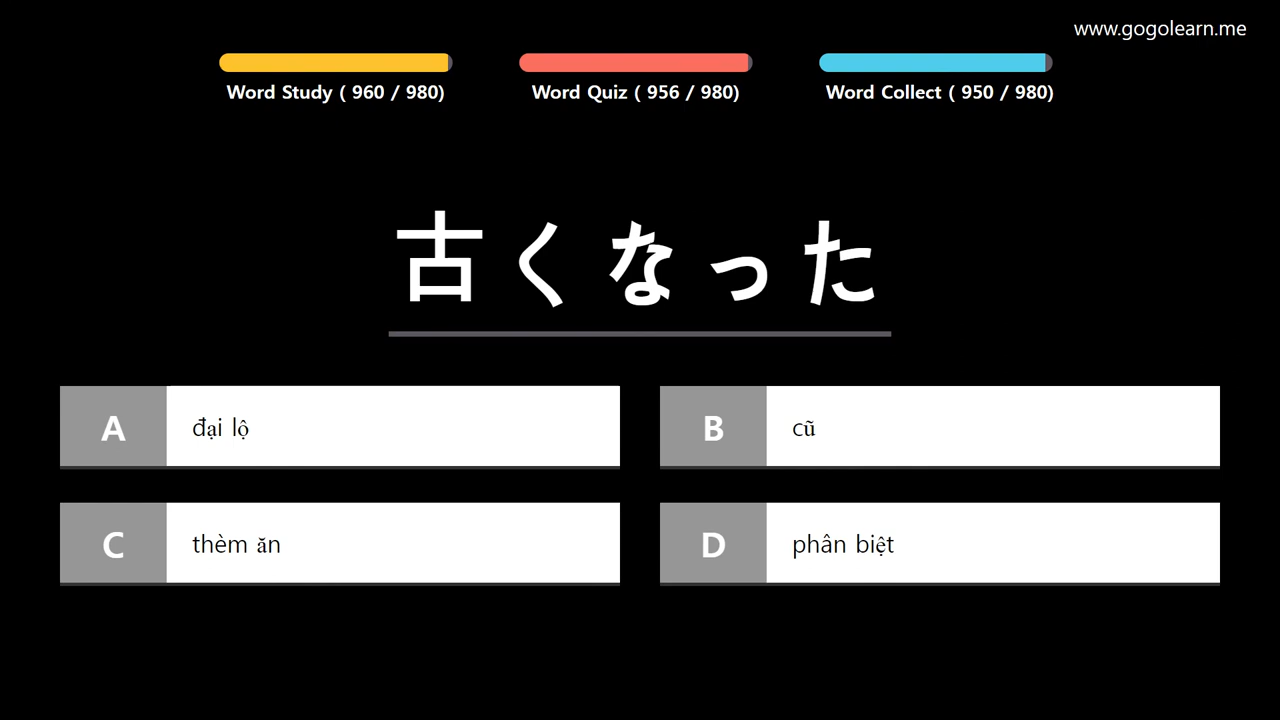 www.gogolearn.me
Word Study ( 960 / 980)
Word Quiz ( 956 / 980)
Word Collect ( 950 / 980)
古くなった
A đại lộ
B cũ
C thèm ăn
D phân biệt